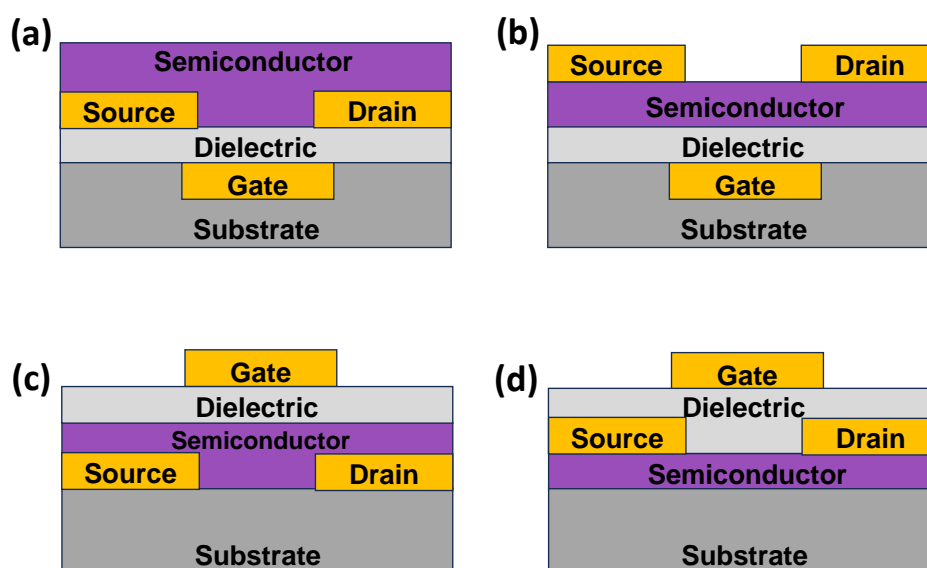 (a)
Semiconductor
Source Drain
Dielectric
Gate
Substrate
(b)
Source Drain
Semiconductor
Dielectric
Gate
Substrate
(c)
Gate
Dielectric
Semiconductor
Source Drain
Substrate
(d)
Gate
Dielectric
Source Drain
Semiconductor
Substrate